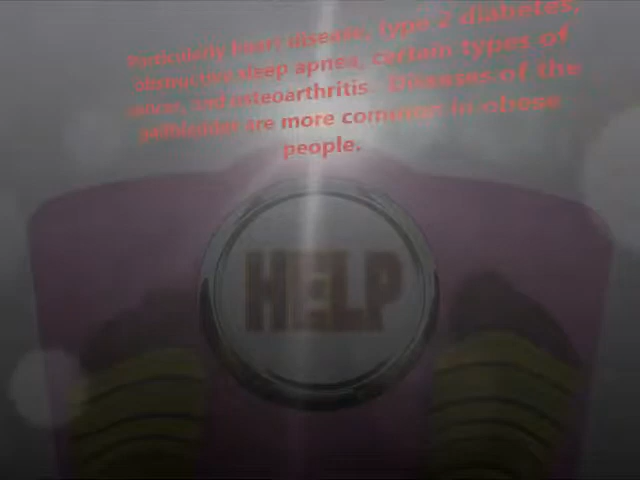 Particularly heart disease, type 2 diabetes,
obstructive sleep apnea, certain types of
cancer, and osteoarthritis. Diseases of the
gallbladder are more common in obese
people.
HELP